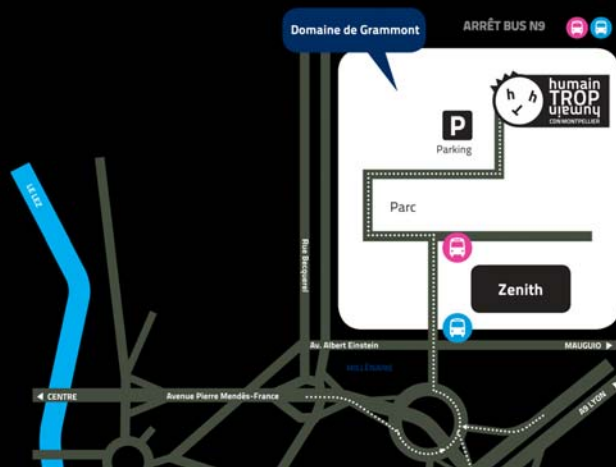 Domaine de Grammont
ARRÊT BUS N9
humain
TROP
humain
CDN MONTPELLIER
h h
T
P
Parking
LE LEZ
Parc
Rue Becquerel
Zenith
Av. Albert Einstein
MAUGUIO
MILLÉNAIRE
CENTRE
Avenue Pierre Mendès-France
A9 LYON